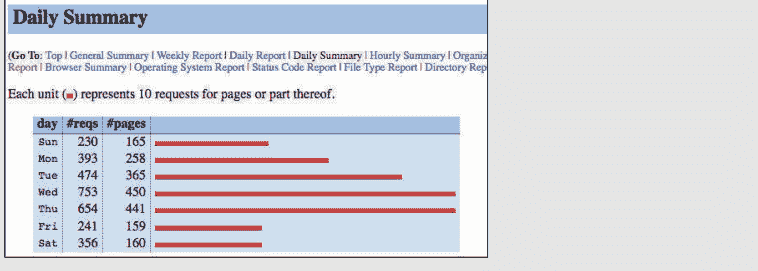 Daily Summary
(Go To: Top | General Summary | Weekly Report | Daily Report | Daily Summary | Hourly Summary | Organiz
Report | Browser Summary | Operating System Report | Status Code Report | File Type Report | Directory Rep
Each unit (▬) represents 10 requests for pages or part thereof.
day #reqs #pages
Sun 230 165
Mon 393 258
Tue 474 365
Wed 753 450
Thu 654 441
Fri 241 159
Sat 356 160